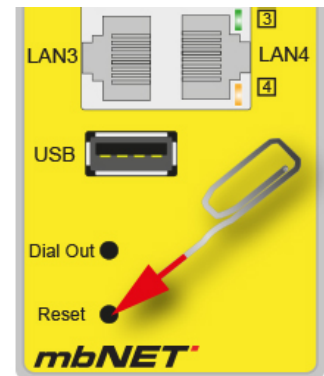 3
LAN3
LAN4
4
USB
Dial Out
Reset
mbNET